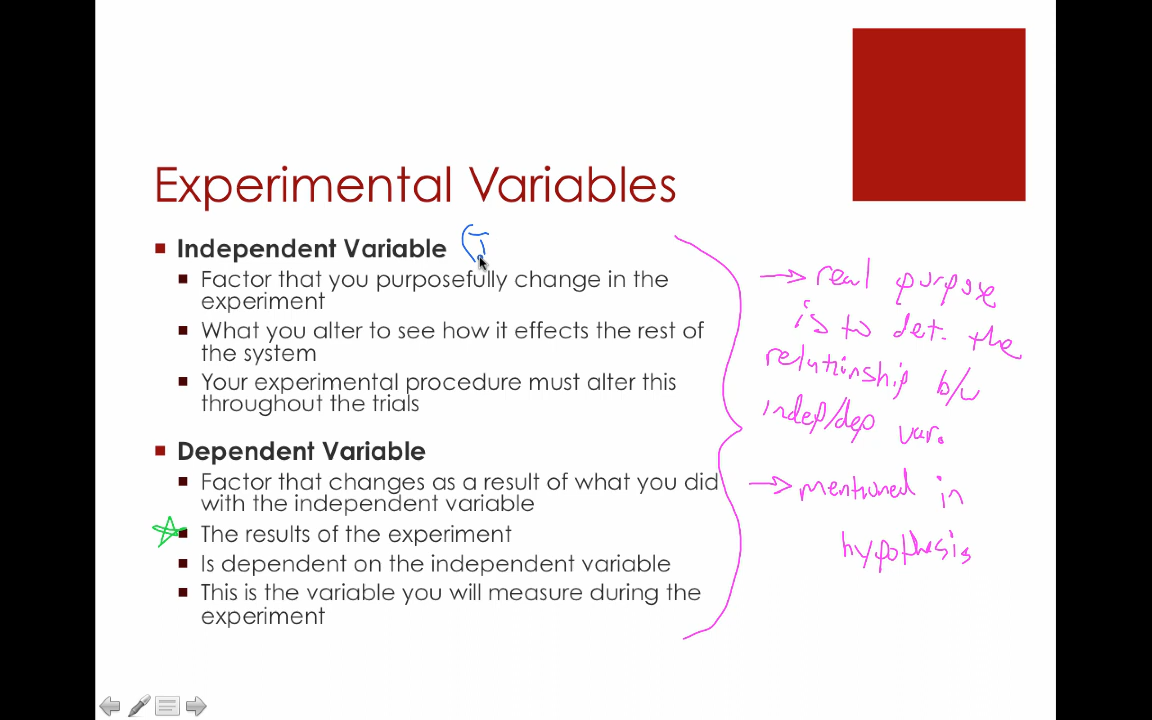 Experimental Variables
Independent Variable (I
Factor that you purposefully change in the
experiment
What you alter to see how it effects the rest of
the system
Your experimental procedure must alter this
throughout the trials
Dependent Variable
Factor that changes as a result of what you did
with the independent variable
The results of the experiment
Is dependent on the independent variable
This is the variable you will measure during the
experiment
→ real purpose
is to det. the
relationship b/w
indep/dep var.
→ mentioned in
hypothesis